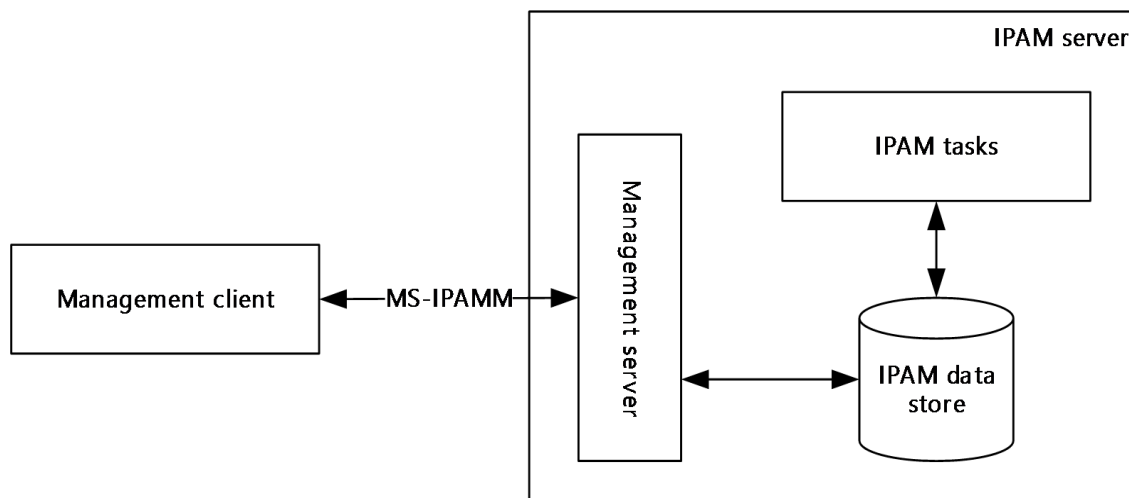 IPAM server
IPAM tasks
Management server
Management client
MS-IPAMM
IPAM data
store